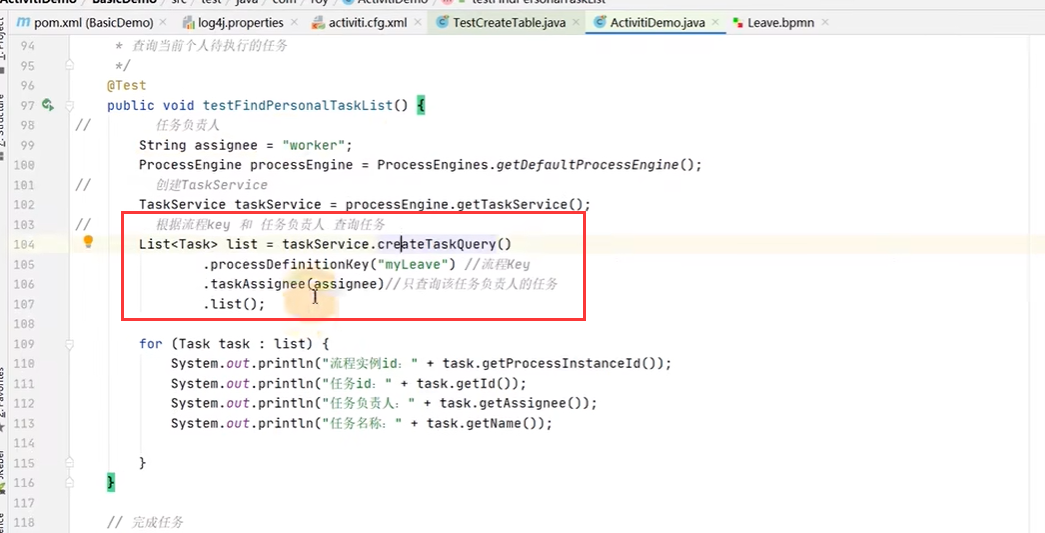 ActivitiDemo BasicDemo src test java com roy ActivitiDemo testFindPersonalTaskList
pom.xml (BasicDemo) log4j.properties activiti.cfg.xml TestCreateTable.java ActivitiDemo.java Leave.bpmn
94 * 查询当前个人待执行的任务
95 */
96 @Test
97 public void testFindPersonalTaskList() {
98 // 任务负责人
99 String assignee = "worker";
100 ProcessEngine processEngine = ProcessEngines.getDefaultProcessEngine();
101 // 创建TaskService
102 TaskService taskService = processEngine.getTaskService();
103 // 根据流程key 和 任务负责人 查询任务
104 List<Task> list = taskService.createTaskQuery()
105 .processDefinitionKey("myLeave") //流程Key
106 .taskAssignee(assignee)//只查询该任务负责人的任务
107 .list();
108
109 for (Task task : list) {
110 System.out.println("流程实例id：" + task.getProcessInstanceId());
111 System.out.println("任务id：" + task.getId());
112 System.out.println("任务负责人：" + task.getAssignee());
113 System.out.println("任务名称：" + task.getName());
114
115 }
116 }
117
118 // 完成任务